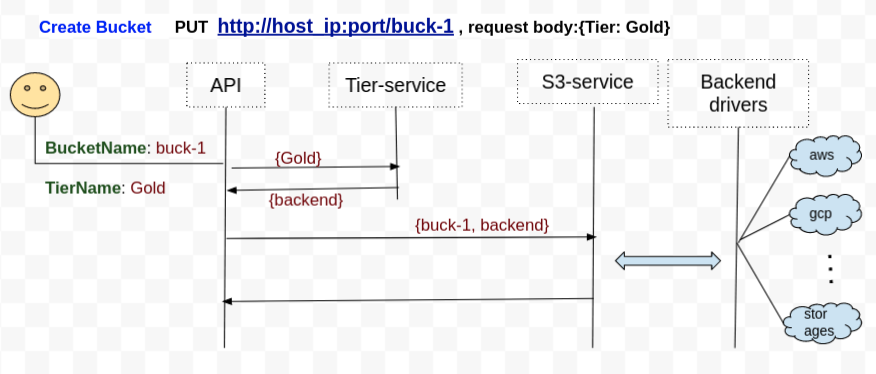 Create Bucket PUT http://host_ip:port/buck-1 , request body:{Tier: Gold}
API
Tier-service
S3-service
Backend
drivers
BucketName: buck-1
TierName: Gold
{Gold}
{backend}
{buck-1, backend}
aws
gcp
stor
ages